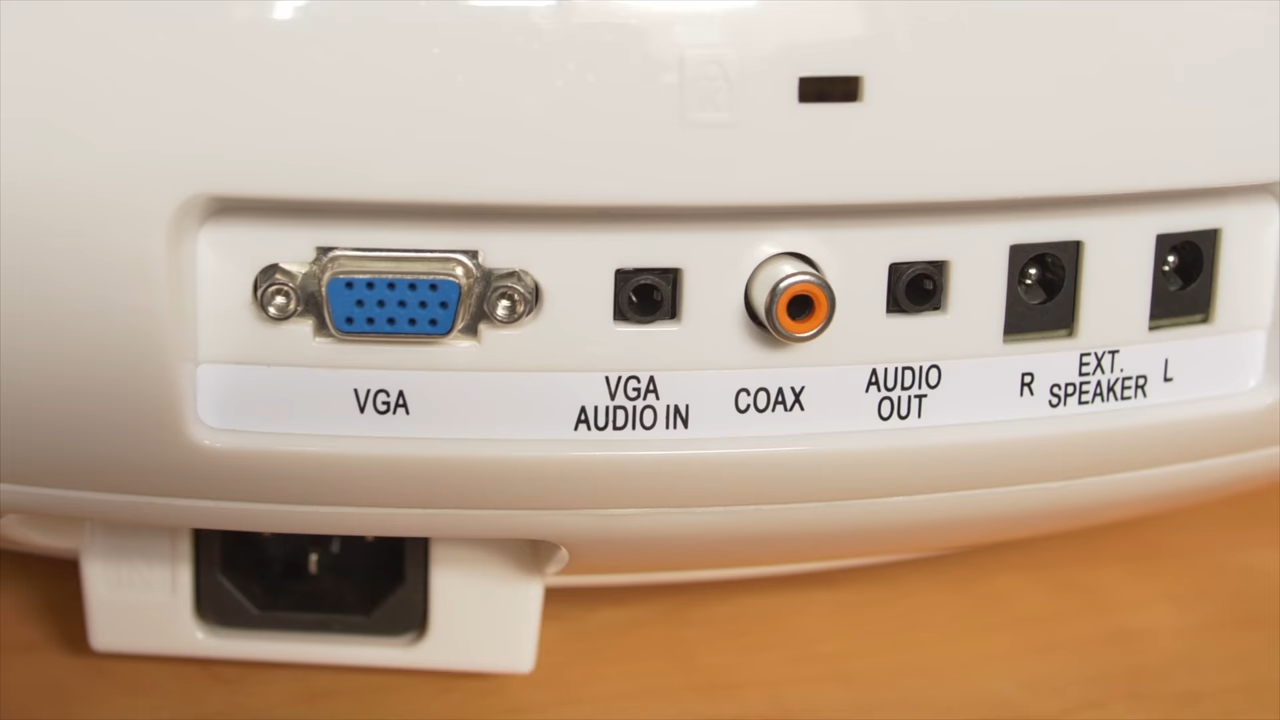 VGA
VGA
AUDIO IN
COAX
AUDIO
OUT
R
EXT.
SPEAKER
L